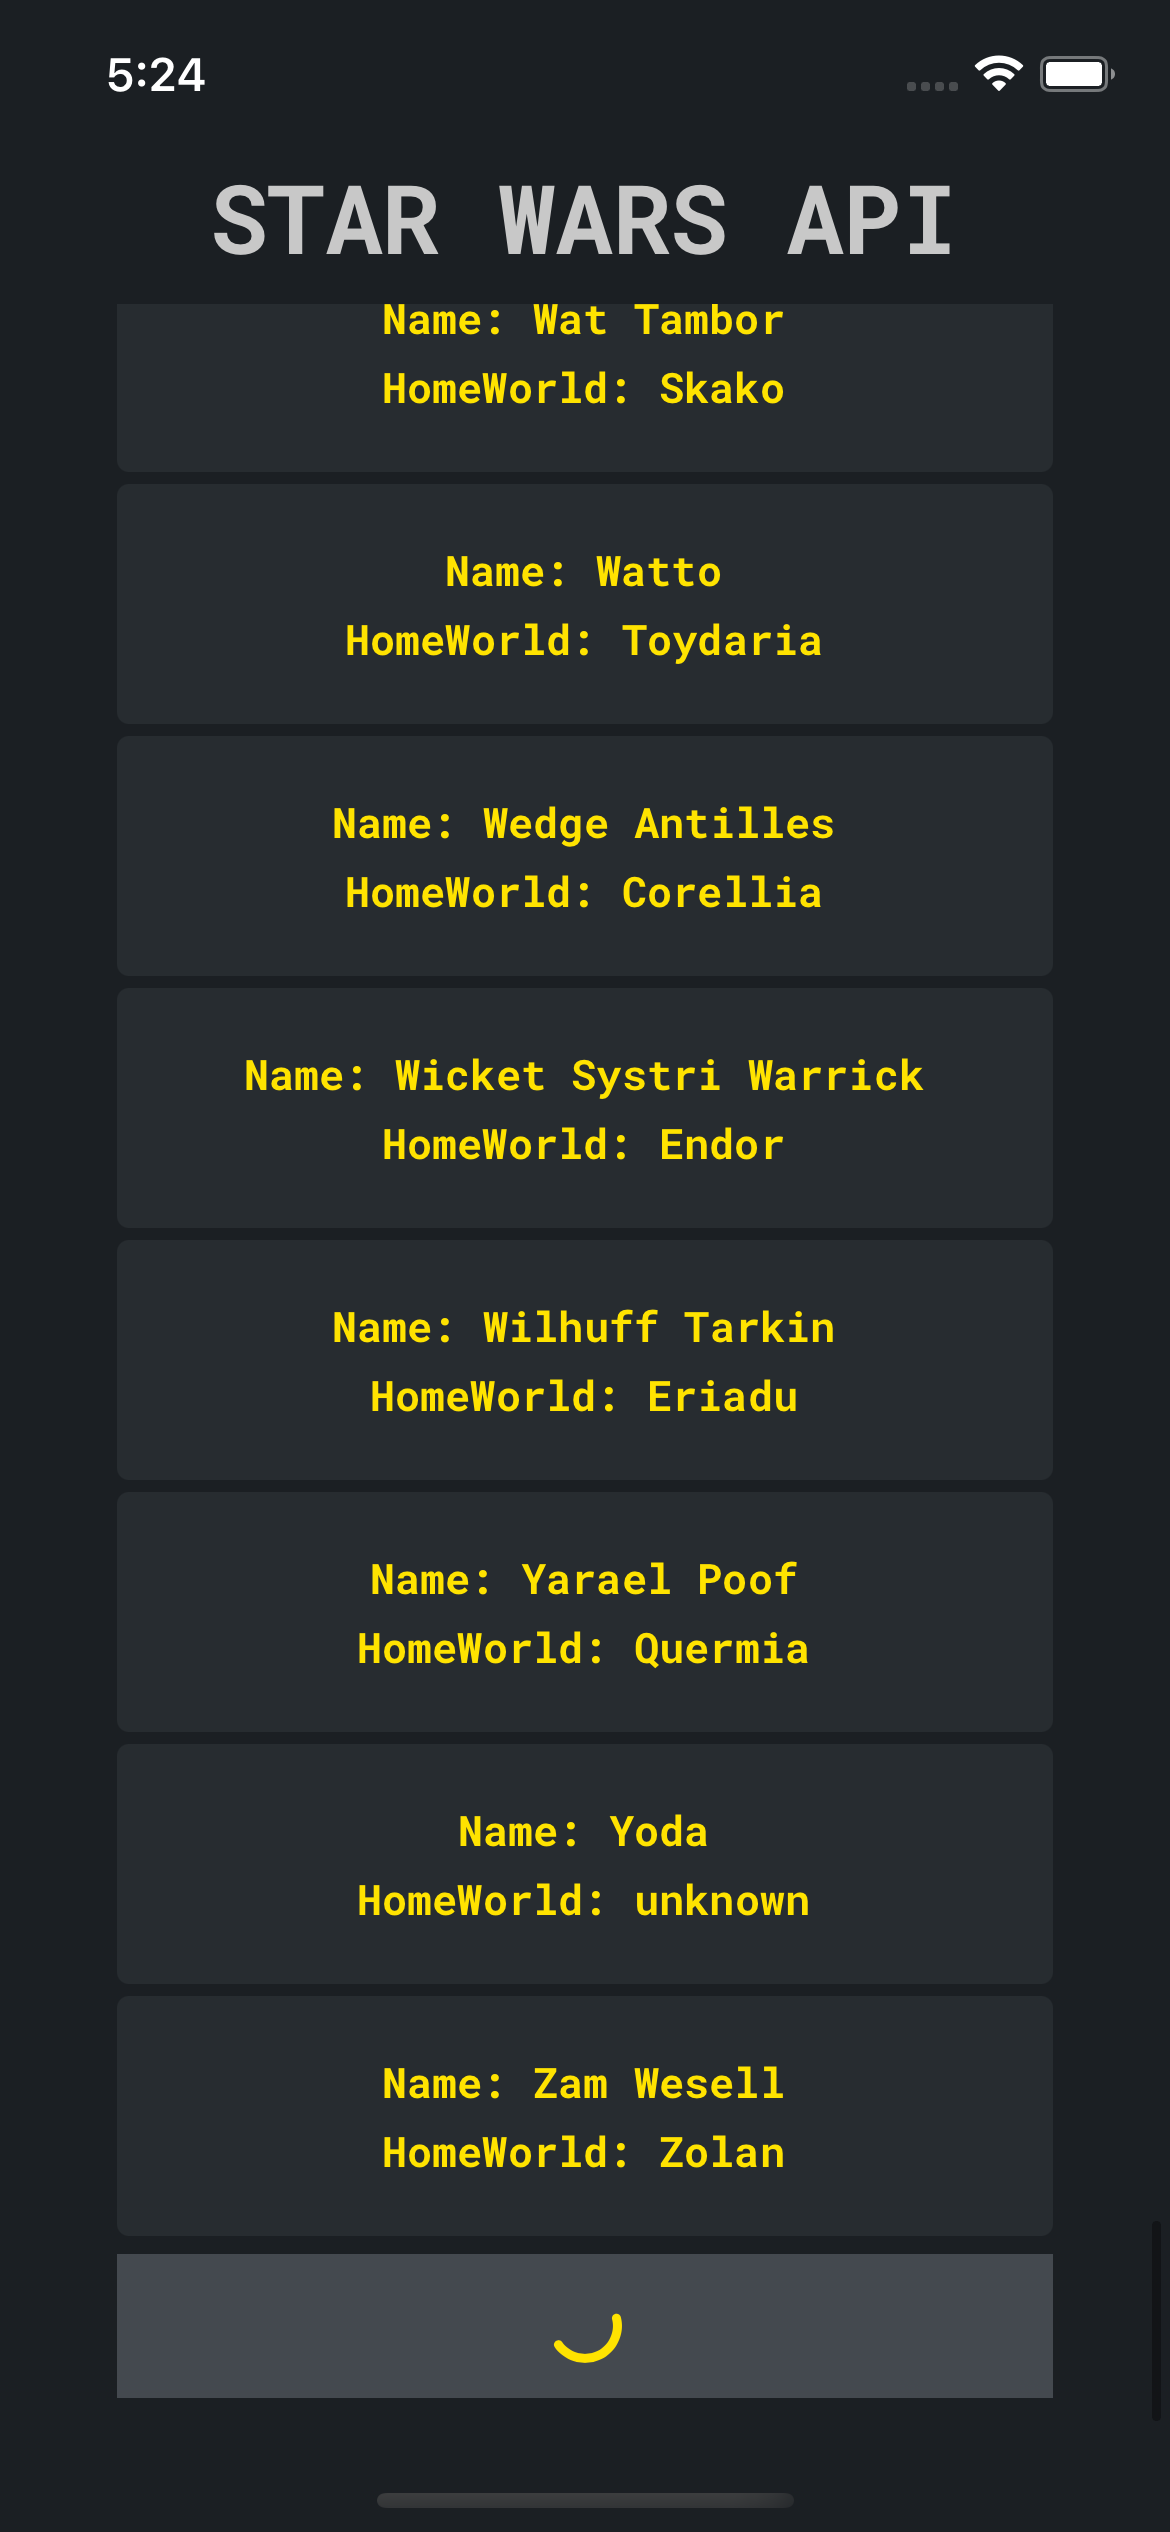 5:24
STAR WARS API
Name: Wat Tambor
HomeWorld: Skako
Name: Watto
HomeWorld: Toydaria
Name: Wedge Antilles
HomeWorld: Corellia
Name: Wicket Systri Warrick
HomeWorld: Endor
Name: Wilhuff Tarkin
HomeWorld: Eriadu
Name: Yarael Poof
HomeWorld: Quermia
Name: Yoda
HomeWorld: unknown
Name: Zam Wesell
HomeWorld: Zolan